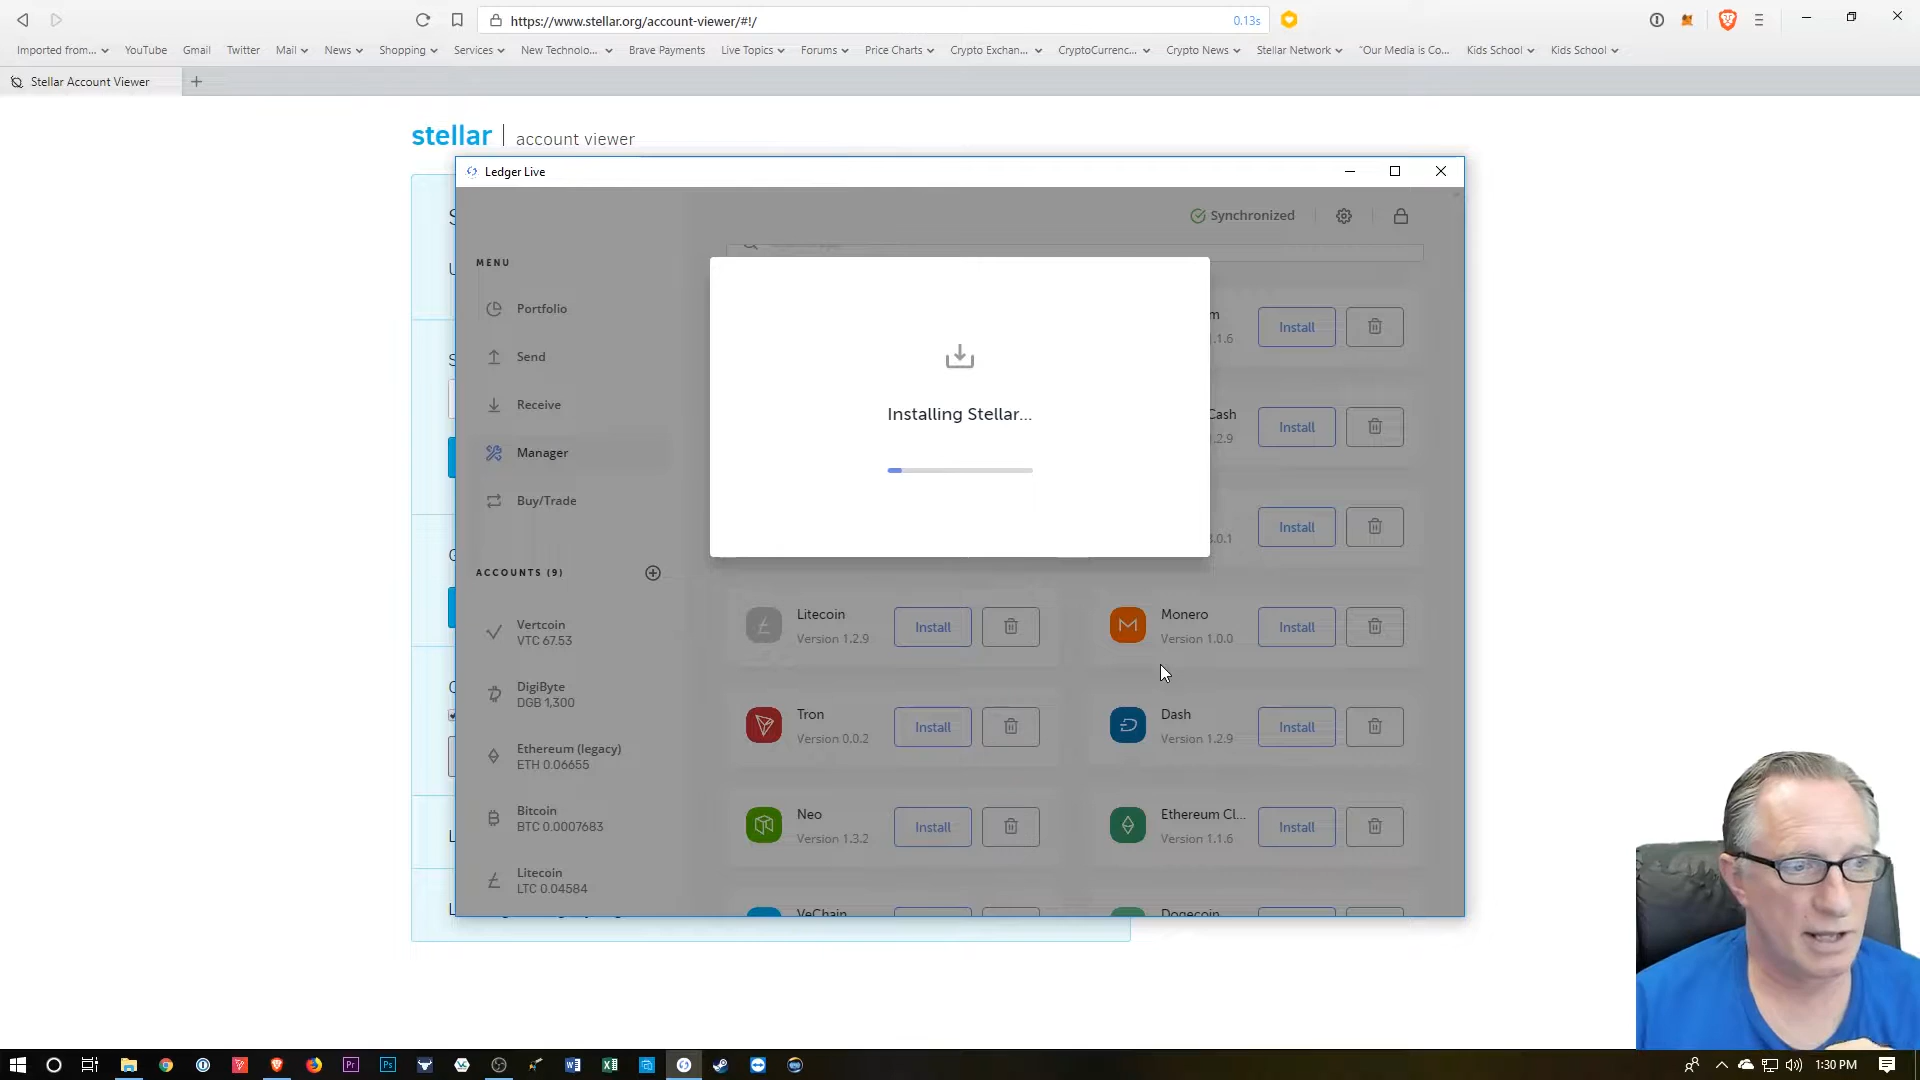 https://www.stellar.org/account-viewer/#!/
0.13s
Imported from...
YouTube
Gmail
Twitter
Mail
News
Shopping
Services
New Technolo...
Brave Payments
Live Topics
Forums
Price Charts
Crypto Exchan...
CryptoCurrenc...
Crypto News
Stellar Network
"Our Media is Co...
Kids School
Kids School
Stellar Account Viewer
stellar | account viewer
Ledger Live
Synchronized
MENU
Portfolio
Send
Receive
Manager
Buy/Trade
ACCOUNTS (9)
Vertcoin
VTC 67.53
DigiByte
DGB 1,300
Ethereum (legacy)
ETH 0.06655
Bitcoin
BTC 0.0007683
Litecoin
LTC 0.04584
Installing Stellar...
m
.1.6
Install
Cash
.2.9
Install
.0.1
Install
Litecoin
Version 1.2.9
Install
Monero
Version 1.0.0
Install
Tron
Version 0.0.2
Install
Dash
Version 1.2.9
Install
Neo
Version 1.3.2
Install
Ethereum Cl...
Version 1.1.6
Install
VeChain
Dogecoin
1:30 PM